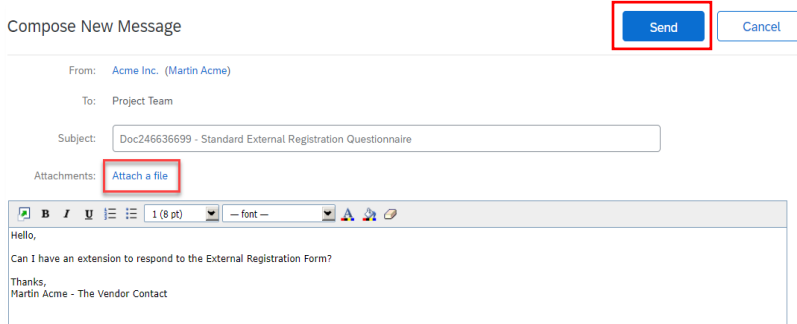 Compose New Message
Send
Cancel
From: Acme Inc. (Martin Acme)
To: Project Team
Subject: Doc246636699 - Standard External Registration Questionnaire
Attachments: Attach a file
B I U 1 (8 pt) — font — A
Hello,
Can I have an extension to respond to the External Registration Form?
Thanks,
Martin Acme - The Vendor Contact